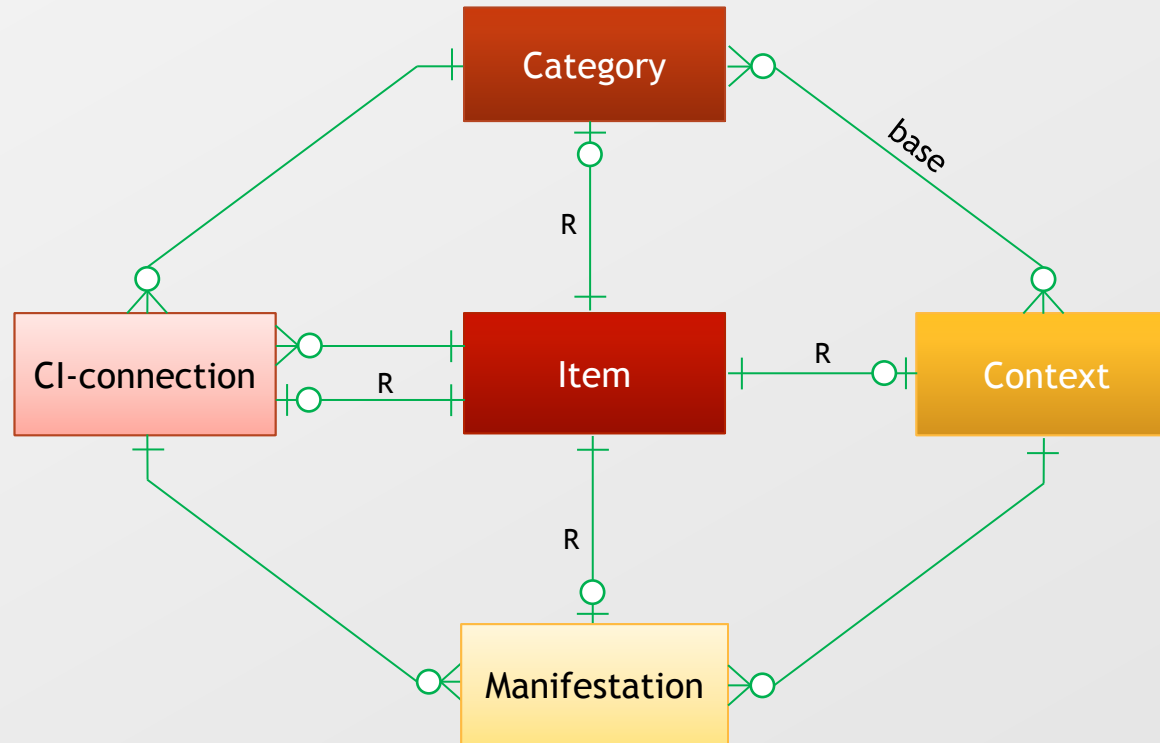 Category
base
R
CI-connection
R
Item
R
Context
R
Manifestation